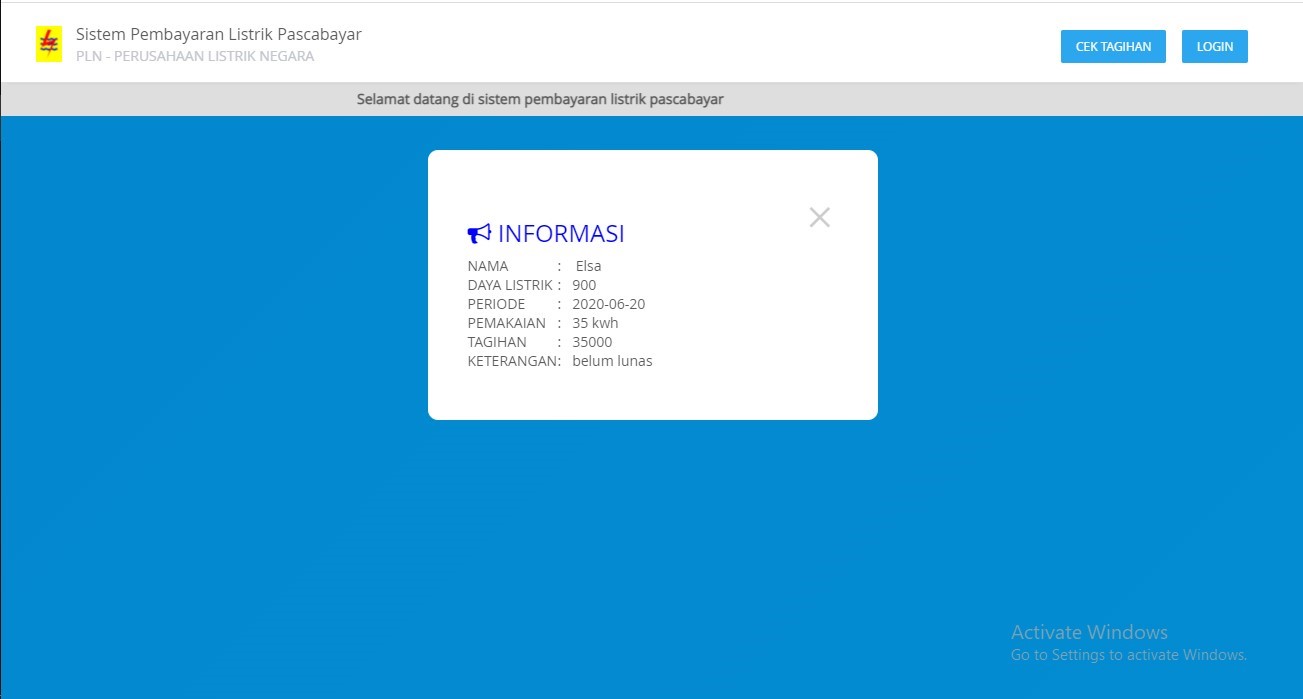 Sistem Pembayaran Listrik Pascabayar
PLN - PERUSAHAAN LISTRIK NEGARA
CEK TAGIHAN
LOGIN
Selamat datang di sistem pembayaran listrik pascabayar
INFORMASI
NAMA : Elsa
DAYA LISTRIK : 900
PERIODE : 2020-06-20
PEMAKAIAN : 35 kwh
TAGIHAN : 35000
KETERANGAN: belum lunas
Activate Windows
Go to Settings to activate Windows.